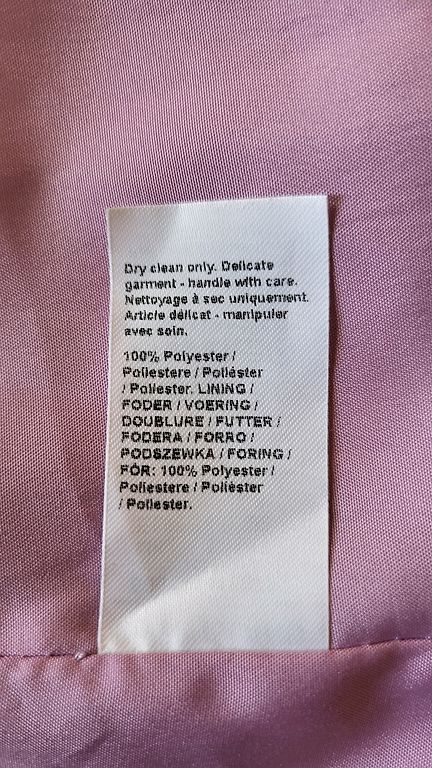 Dry clean only. Delicate
garment - handle with care.
Nettoyage à sec uniquement.
Article délicat - manipuler
avec soin.
100% Polyester /
Poliestere / Poliéster
/ Poliester. LINING /
FODER / VOERING /
DOUBLURE / FUTTER /
FODERA / FORRO /
PODSZEWKA / FORING /
FÓR: 100% Polyester /
Poliestere / Poliéster
/ Poliester.